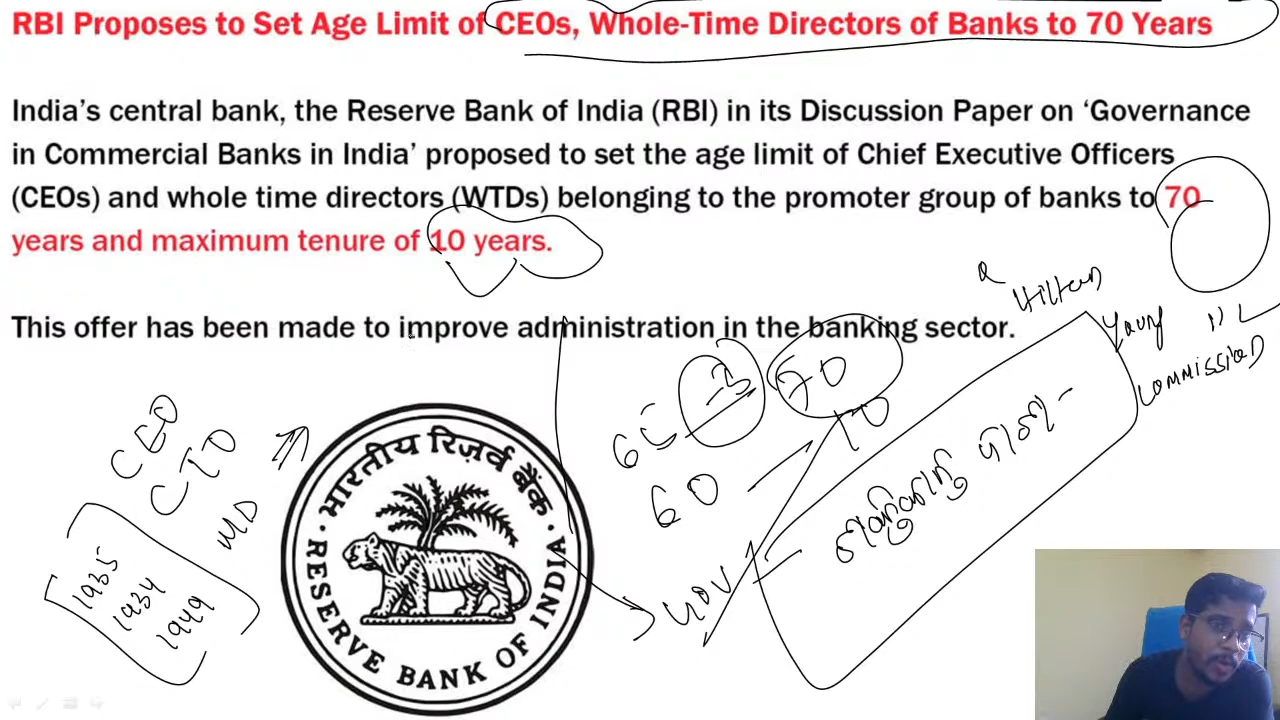 RBI Proposes to Set Age Limit of CEOs, Whole-Time Directors of Banks to 70 Years
India's central bank, the Reserve Bank of India (RBI) in its Discussion Paper on 'Governance
in Commercial Banks in India' proposed to set the age limit of Chief Executive Officers
(CEOs) and whole time directors (WTDs) belonging to the promoter group of banks to 70
years and maximum tenure of 10 years.
This offer has been made to improve administration in the banking sector.
Hilton
Young
commission
70
60
10
CEO
MD
1935
1934
1949
GOV
भारतीय रिज़र्व बैंक
RESERVE BANK OF INDIA